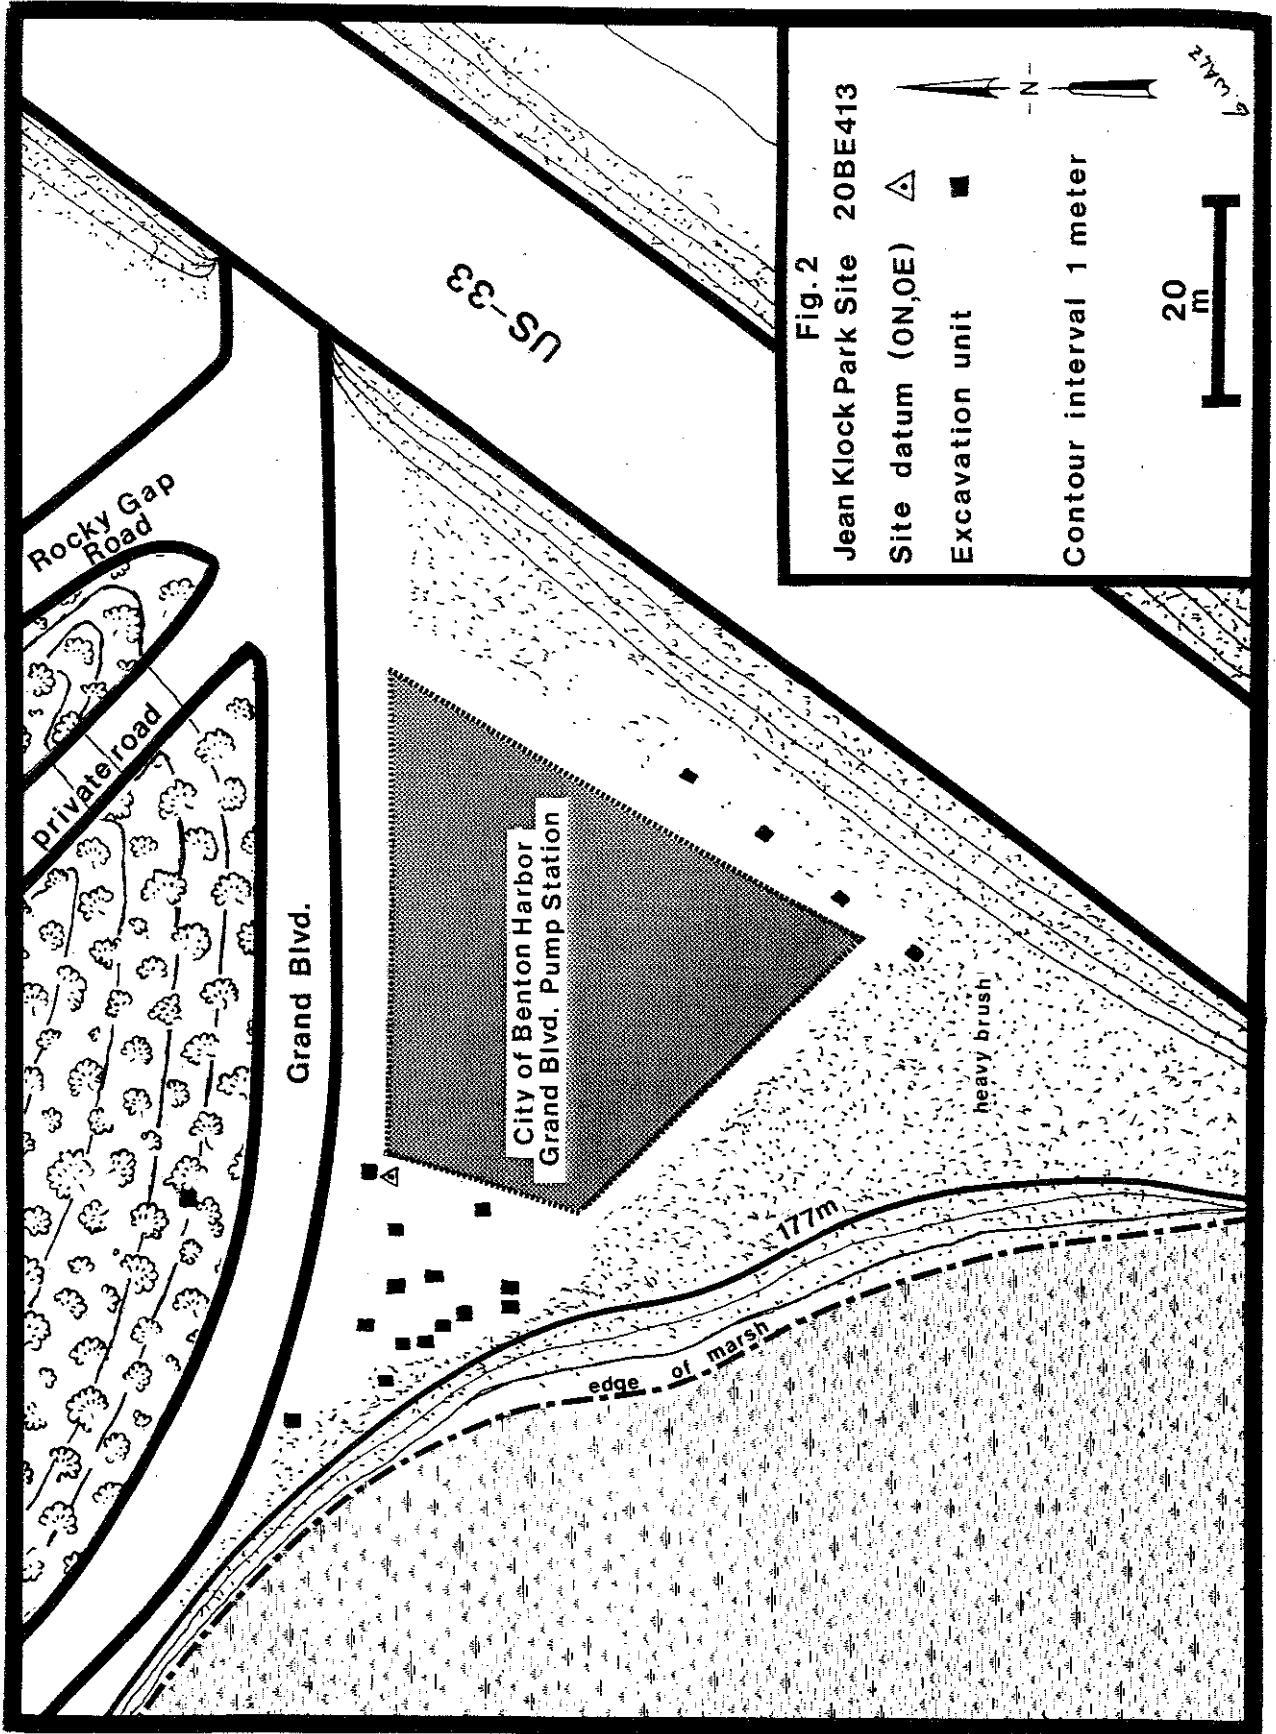 Rocky Gap
Road
private road
Grand Blvd.
US-33
City of Benton Harbor
Grand Blvd. Pump Station
177m
edge of marsh
heavy brush
Fig. 2
Jean Klock Park Site 20BE413
Site datum (0N,0E)
Excavation unit
Contour interval 1 meter
-N-
20
m
WALZ